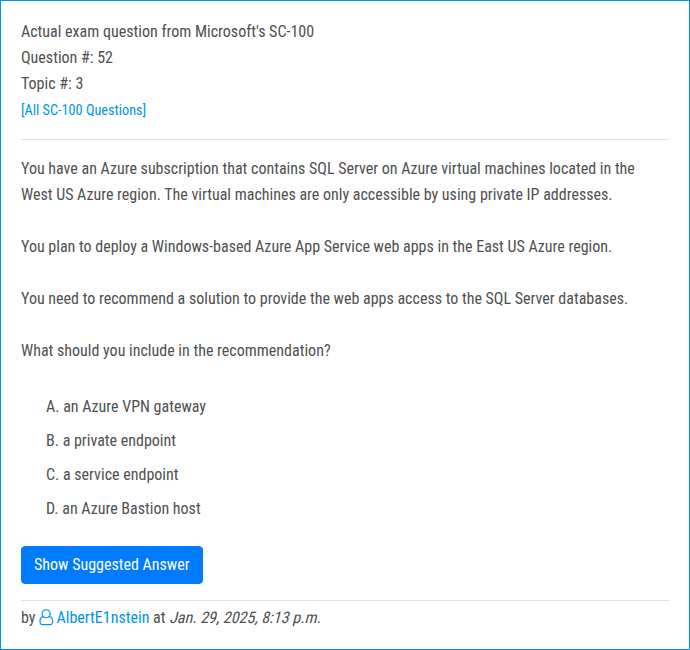 Actual exam question from Microsoft's SC-100
Question #: 52
Topic #: 3
[All SC-100 Questions]
You have an Azure subscription that contains SQL Server on Azure virtual machines located in the
West US Azure region. The virtual machines are only accessible by using private IP addresses.
You plan to deploy a Windows-based Azure App Service web apps in the East US Azure region.
You need to recommend a solution to provide the web apps access to the SQL Server databases.
What should you include in the recommendation?
A. an Azure VPN gateway
B. a private endpoint
C. a service endpoint
D. an Azure Bastion host
Show Suggested Answer
by AlbertE1nstein at Jan. 29, 2025, 8:13 p.m.